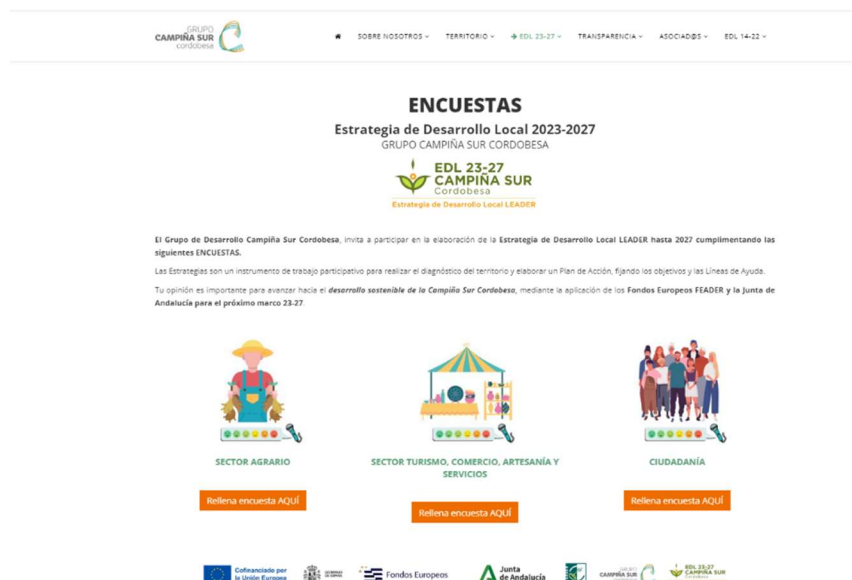 GRUPO
CAMPIÑA SUR
cordobesa
SOBRE NOSOTROS
TERRITORIO
EDL 23-27
TRANSPARENCIA
ASOCIAD@S
EDL 14-22
ENCUESTAS
Estrategia de Desarrollo Local 2023-2027
GRUPO CAMPIÑA SUR CORDOBESA
EDL 23-27
CAMPIÑA SUR
Cordobesa
Estrategia de Desarrollo Local LEADER
El Grupo de Desarrollo Campiña Sur Cordobesa, invita a participar en la elaboración de la Estrategia de Desarrollo Local LEADER hasta 2027 cumplimentando las
siguientes ENCUESTAS.
Las Estrategias son un instrumento de trabajo participativo para realizar el diagnóstico del territorio y elaborar un Plan de Acción, fijando los objetivos y las Líneas de Ayuda.
Tu opinión es importante para avanzar hacia el desarrollo sostenible de la Campiña Sur Cordobesa, mediante la aplicación de los Fondos Europeos FEADER y la Junta de
Andalucía para el próximo marco 23-27.
SECTOR AGRARIO
SECTOR TURISMO, COMERCIO, ARTESANÍA Y
SERVICIOS
CIUDADANÍA
Rellena encuesta AQUÍ
Rellena encuesta AQUÍ
Rellena encuesta AQUÍ
Cofinanciado por
la Unión Europea
Fondos Europeos
Junta
de Andalucía
GRUPO
CAMPIÑA SUR
EDL 23-27
CAMPIÑA SUR